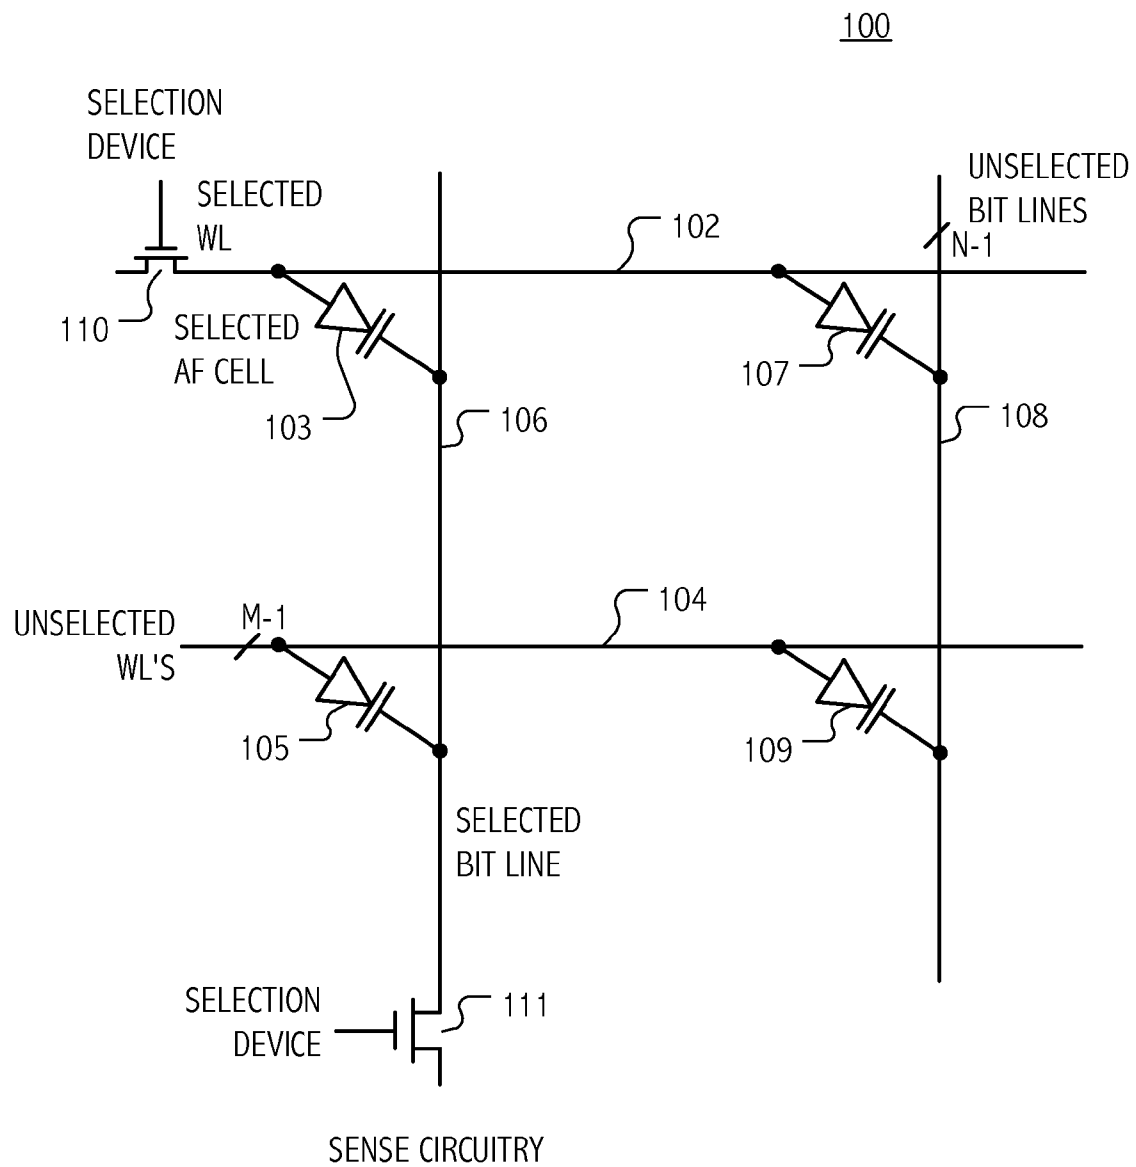 100
SELECTION
DEVICE
SELECTED
WL
UNSELECTED
BIT LINES
N-1
102
110
SELECTED
AF CELL
103
106
107
108
UNSELECTED
WL'S
M-1
104
105
109
SELECTED
BIT LINE
SELECTION
DEVICE
111
SENSE CIRCUITRY